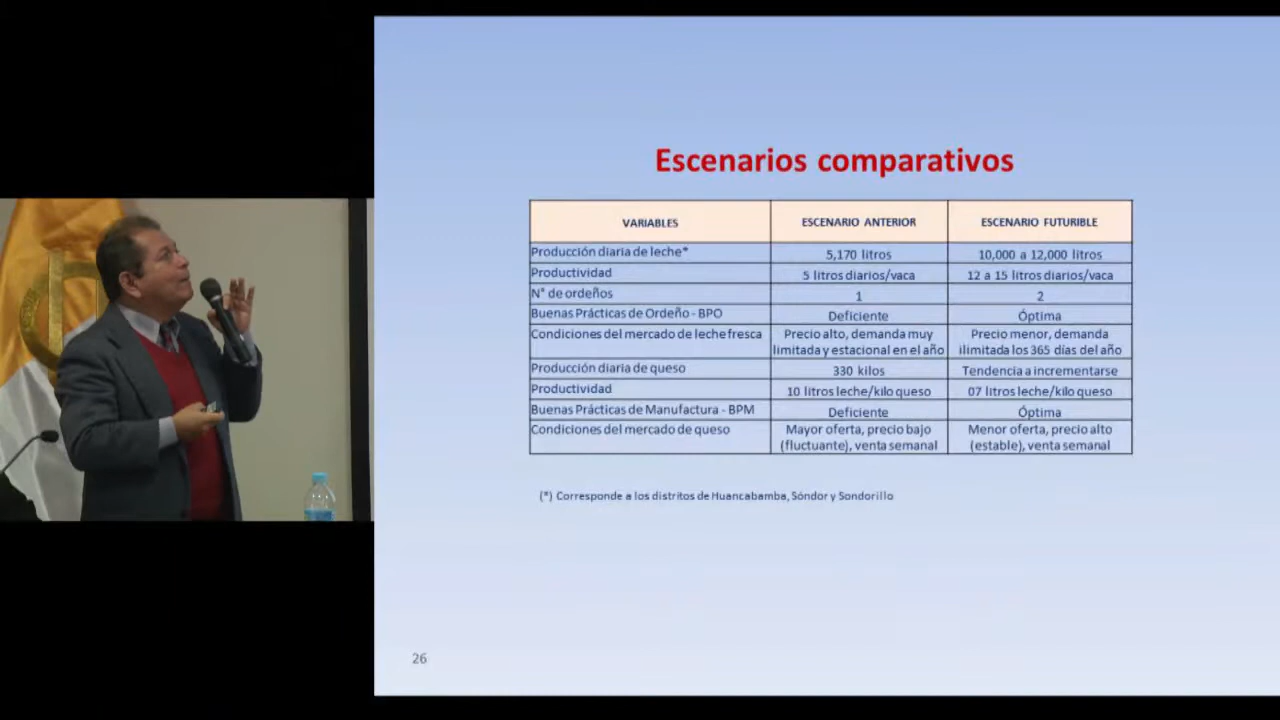 Escenarios comparativos
VARIABLES ESCENARIO ANTERIOR ESCENARIO FUTURIBLE
Producción diaria de leche* 5,170 litros 10,000 a 12,000 litros
Productividad 5 litros diarios/vaca 12 a 15 litros diarios/vaca
N° de ordeños 1 2
Buenas Prácticas de Ordeño - BPO Deficiente Óptima
Condiciones del mercado de leche fresca Precio alto, demanda muy Precio menor, demanda
limitada y estacional en el año ilimitada los 365 días del año
Producción diaria de queso 330 kilos Tendencia a incrementarse
Productividad 10 litros leche/kilo queso 07 litros leche/kilo queso
Buenas Prácticas de Manufactura - BPM Deficiente Óptima
Condiciones del mercado de queso Mayor oferta, precio bajo Menor oferta, precio alto
(fluctuante), venta semanal (estable), venta semanal
(*) Corresponde a los distritos de Huancabamba, Sóndor y Sondorillo
26